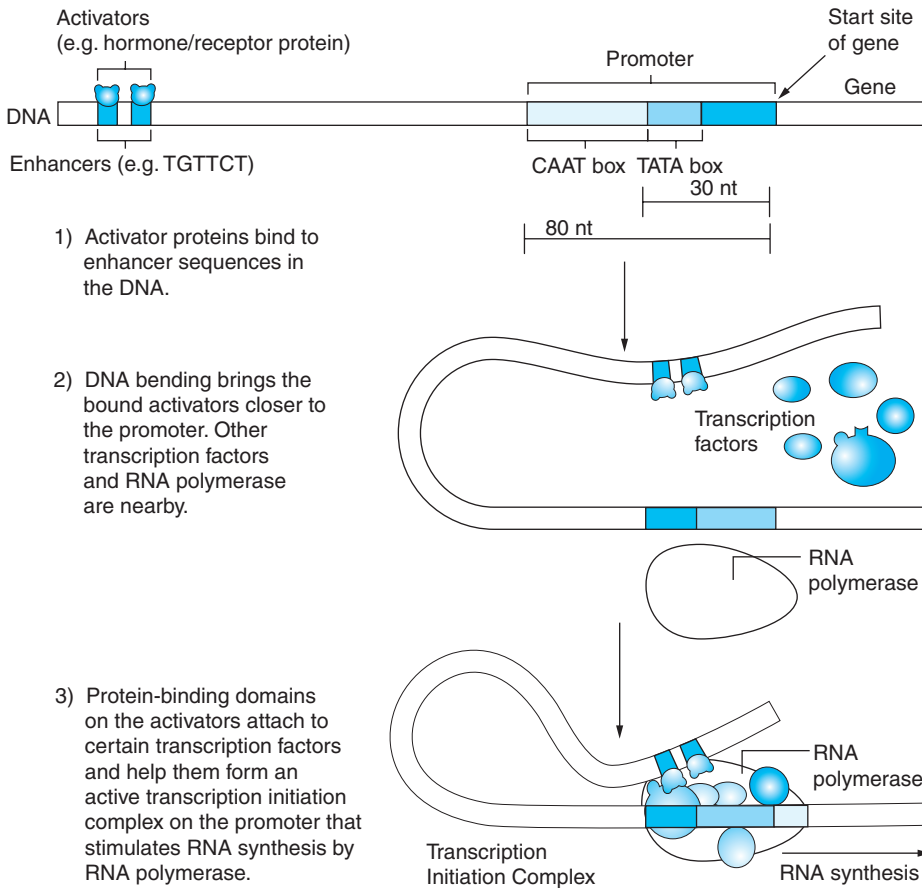 Activators
(e.g. hormone/receptor protein)
Start site
of gene
Promoter
Gene
DNA
Enhancers (e.g. TGTTCT)
CAAT box
TATA box
30 nt
80 nt
1) Activator proteins bind to
enhancer sequences in
the DNA.
2) DNA bending brings the
bound activators closer to
the promoter. Other
transcription factors
and RNA polymerase
are nearby.
Transcription
factors
RNA
polymerase
3) Protein-binding domains
on the activators attach to
certain transcription factors
and help them form an
active transcription initiation
complex on the promoter that
stimulates RNA synthesis by
RNA polymerase.
RNA
polymerase
Transcription
Initiation Complex
RNA synthesis